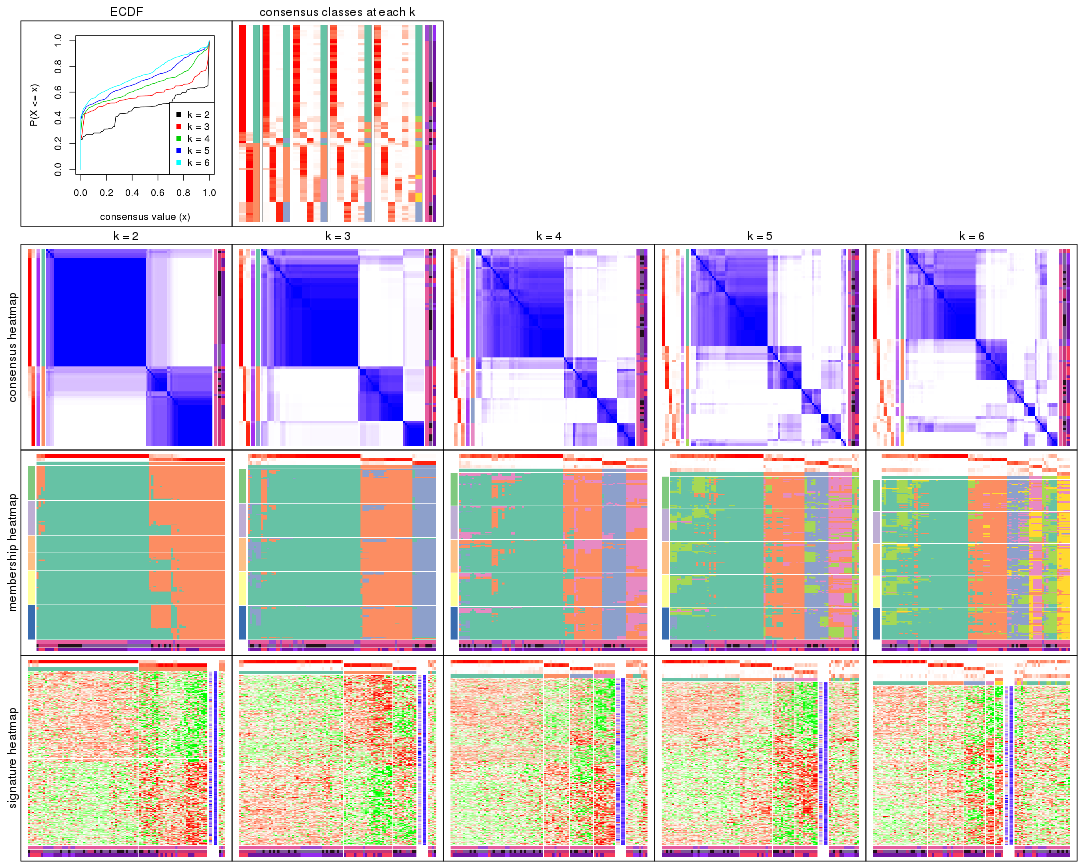 ECDF
consensus classes at each k
P(X <= x)
0.0 0.2 0.4 0.6 0.8 1.0
k = 2
k = 3
k = 4
k = 5
k = 6
0.0 0.2 0.4 0.6 0.8 1.0
consensus value (x)
k = 2
k = 3
k = 4
k = 5
k = 6
consensus heatmap
membership heatmap
signature heatmap